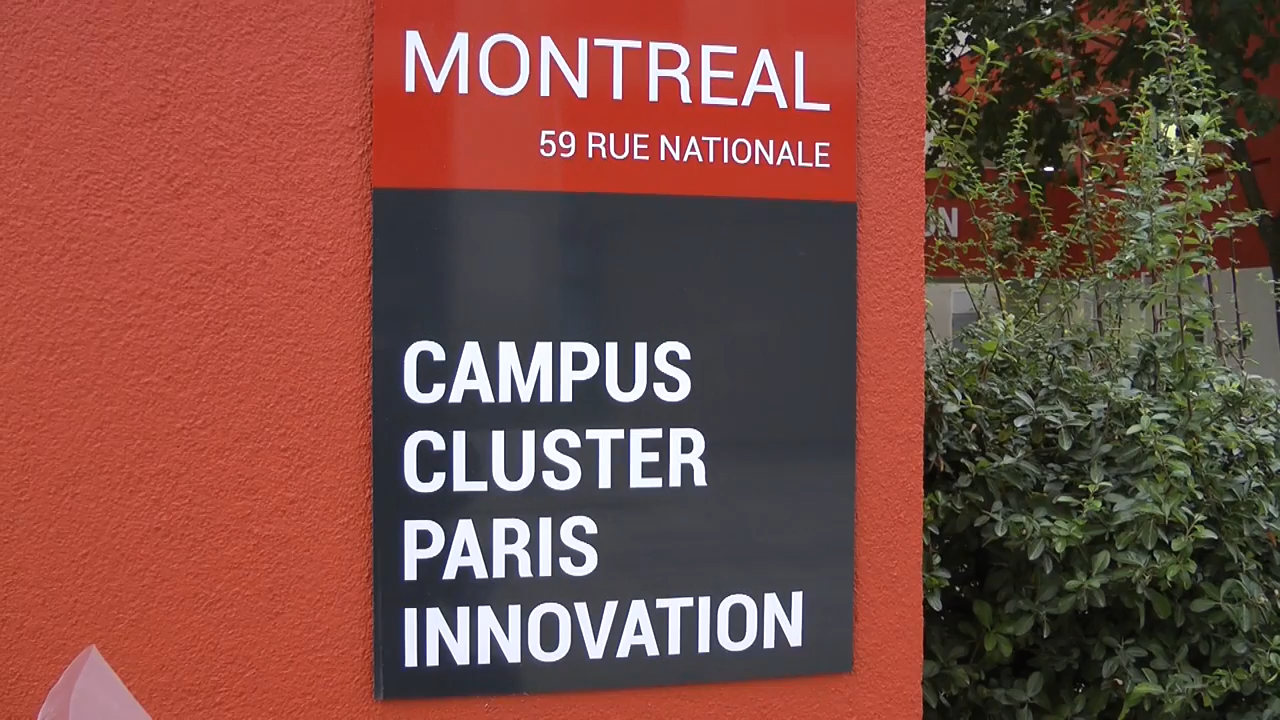 MONTREAL
59 RUE NATIONALE
CAMPUS
CLUSTER
PARIS
INNOVATION